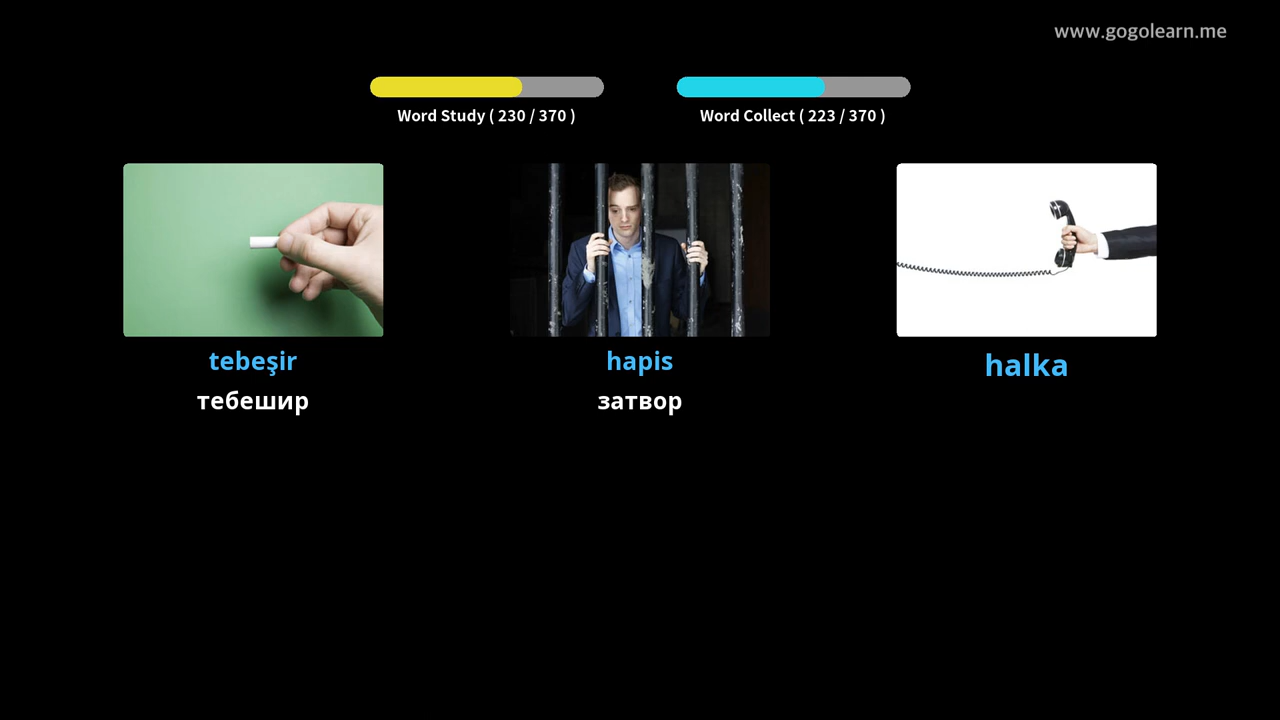 www.gogolearn.me
Word Study ( 230 / 370 )
Word Collect ( 223 / 370 )
tebeşir
hapis
halka
тебешир
затвор